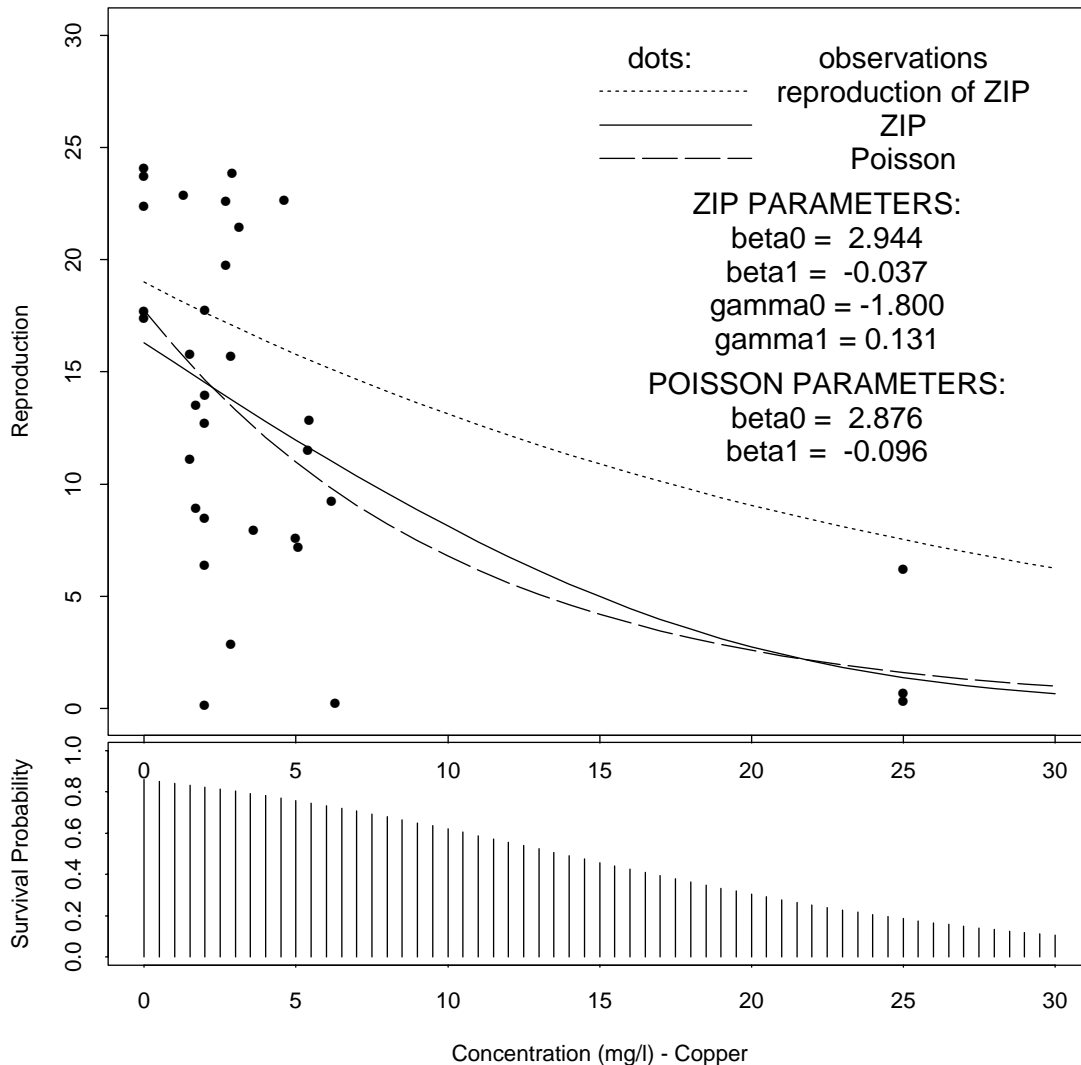 30
25
20
15
10
5
0
Reproduction
dots: observations
reproduction of ZIP
ZIP
Poisson
ZIP PARAMETERS:
beta0 = 2.944
beta1 = -0.037
gamma0 = -1.800
gamma1 = 0.131
POISSON PARAMETERS:
beta0 = 2.876
beta1 = -0.096
0 5 10 15 20 25 30
1.0
0.8
0.6
0.4
0.2
0.0
Survival Probability
0 5 10 15 20 25 30
Concentration (mg/l) - Copper